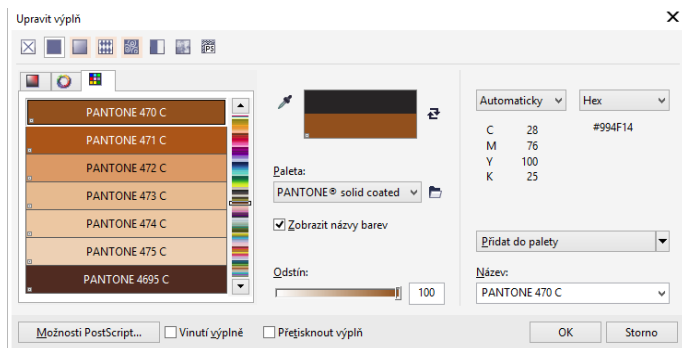 Upravit výplň
PS
PANTONE 470 C
PANTONE 471 C
PANTONE 472 C
PANTONE 473 C
PANTONE 474 C
PANTONE 475 C
PANTONE 4695 C
Paleta:
PANTONE® solid coated
Zobrazit názvy barev
Odstín:
100
Automaticky
Hex
C 28
M 76
Y 100
K 25
#994F14
Přidat do palety
Název:
PANTONE 470 C
Možnosti PostScript...
Vinutí výplně
Přetisknout výplň
OK
Storno